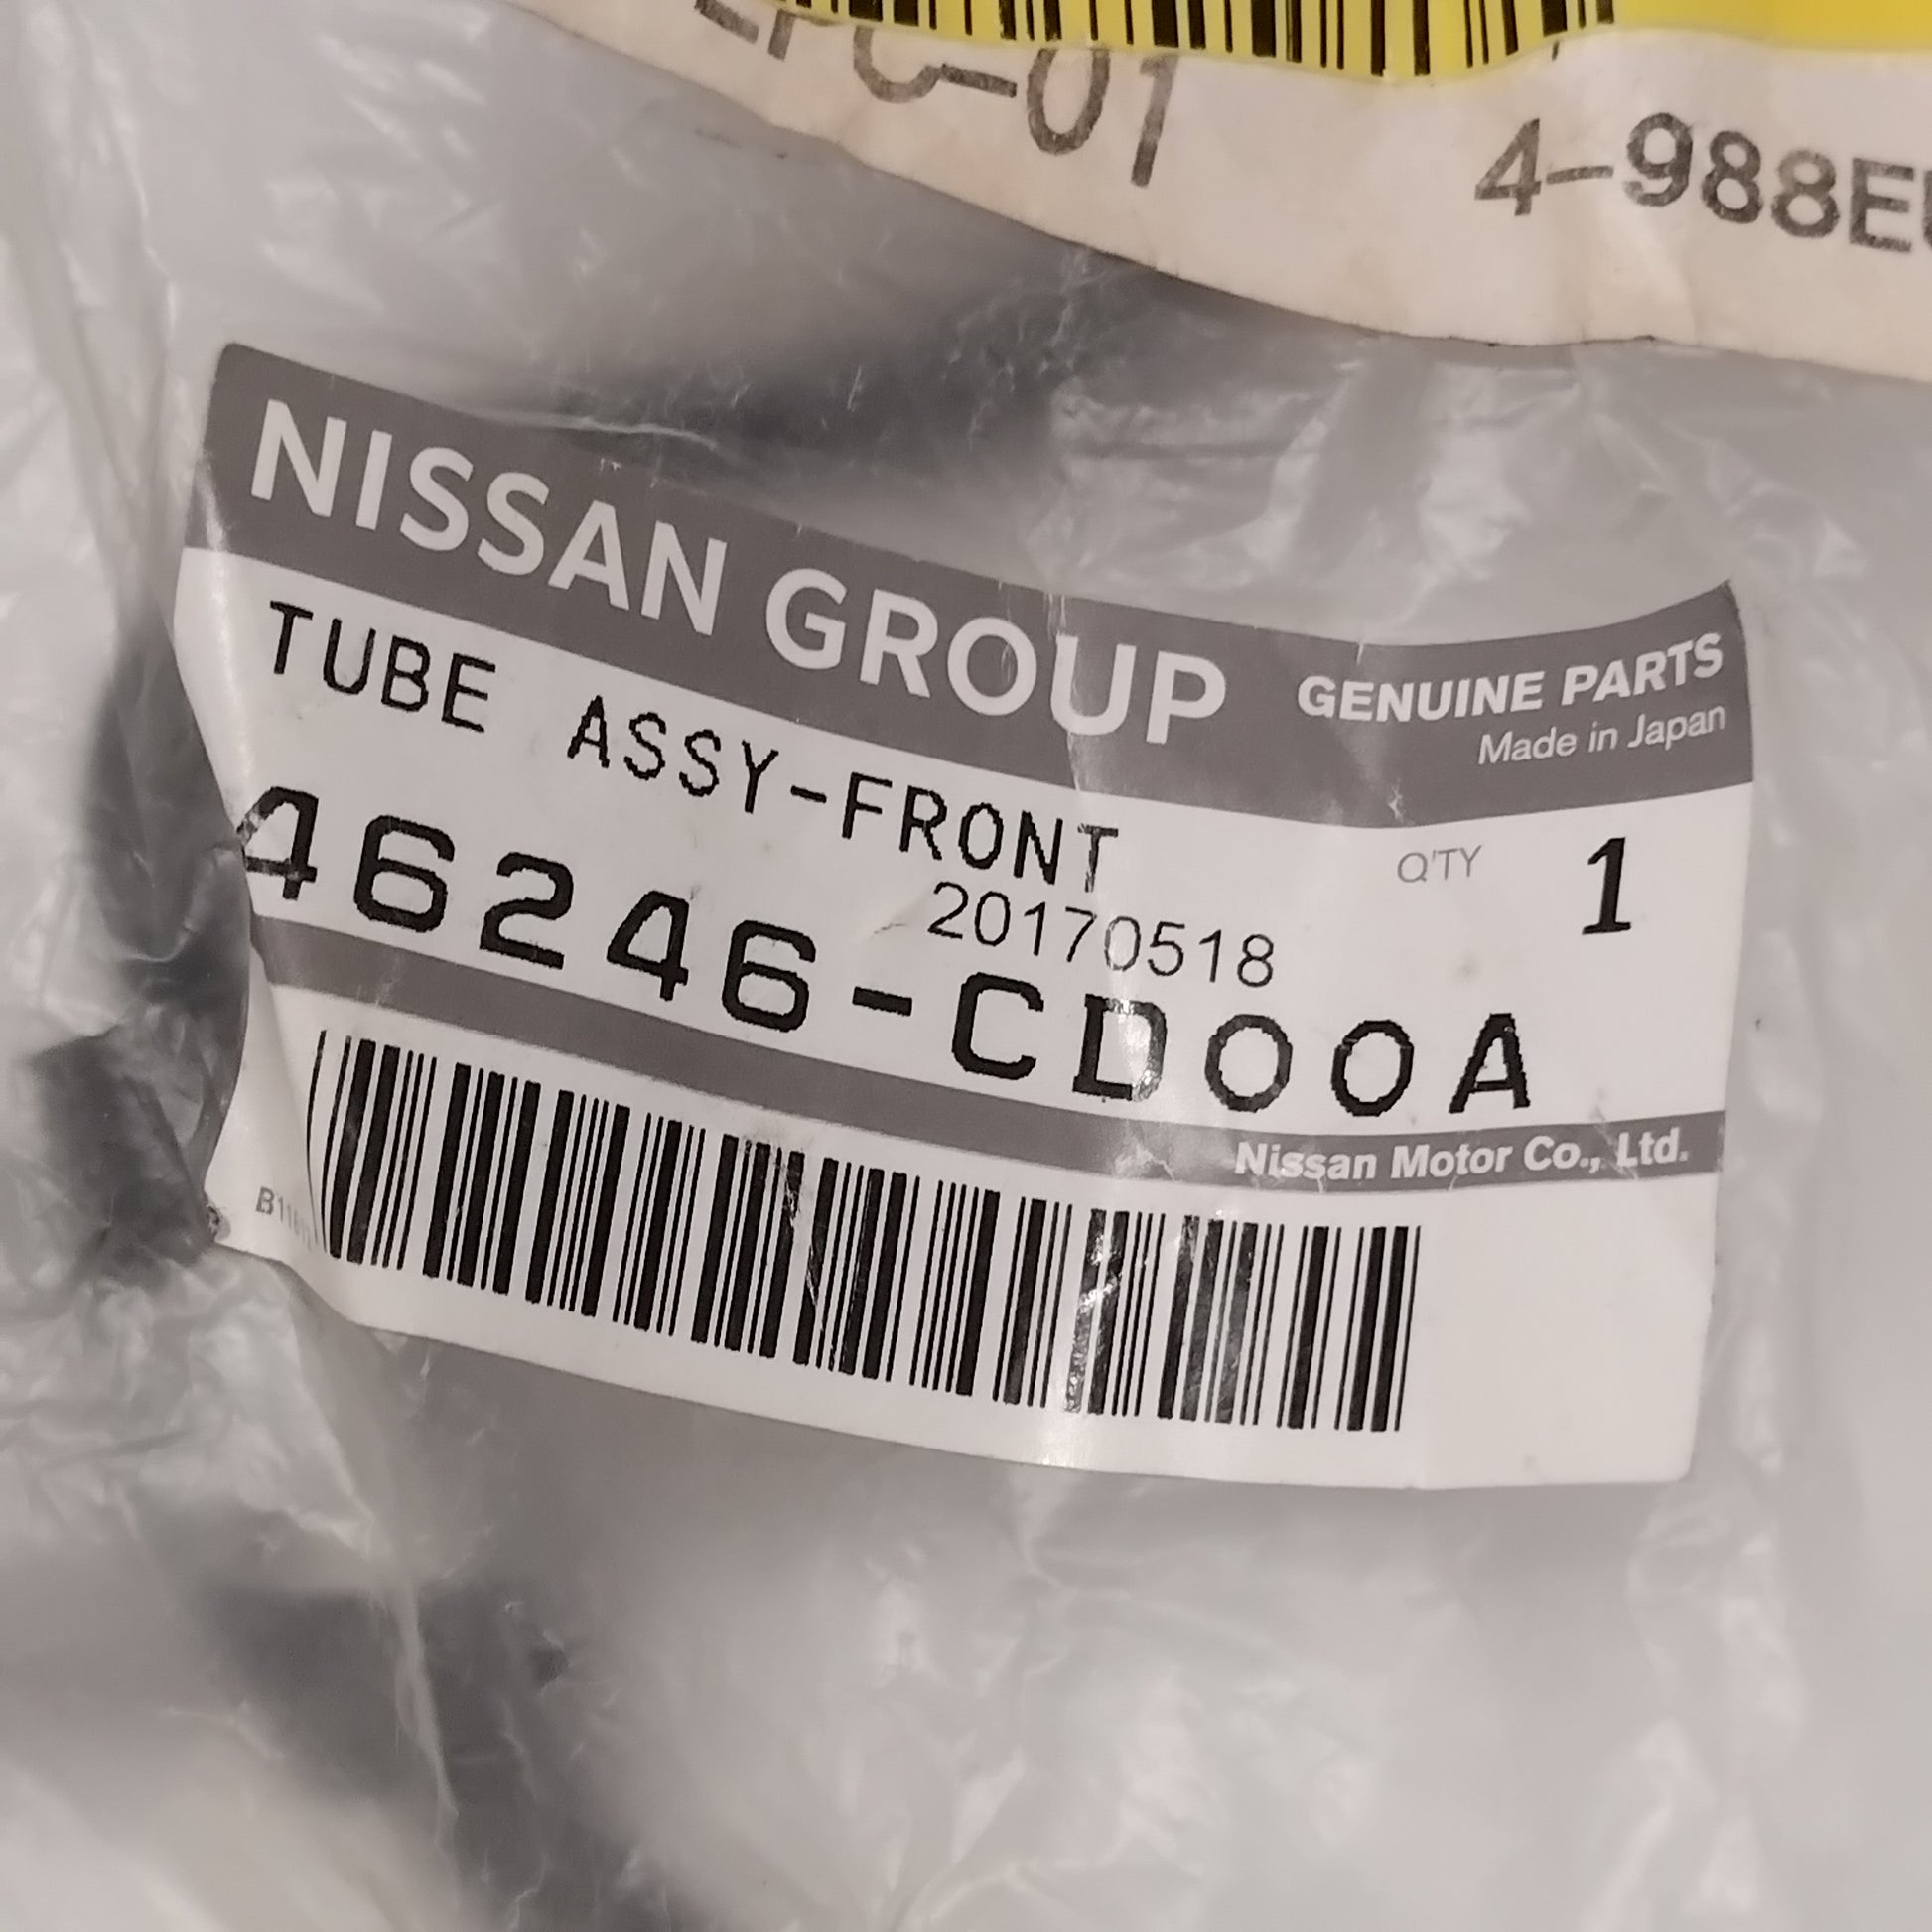 C-01
4-988E
NISSAN GROUP
GENUINE PARTS
Made in Japan
TUBE ASSY-FRONT
Q'TY 1
20170518
46246-CD00A
Nissan Motor Co., Ltd.